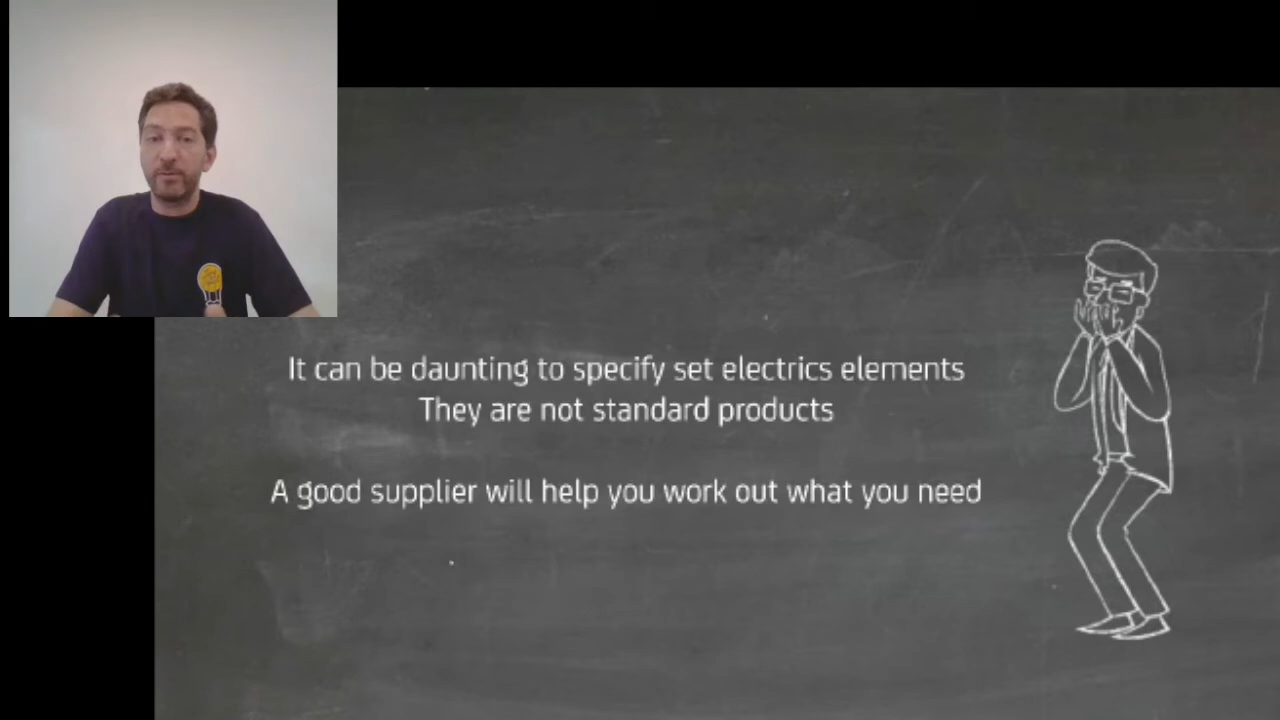 It can be daunting to specify set electrics elements
They are not standard products
A good supplier will help you work out what you need